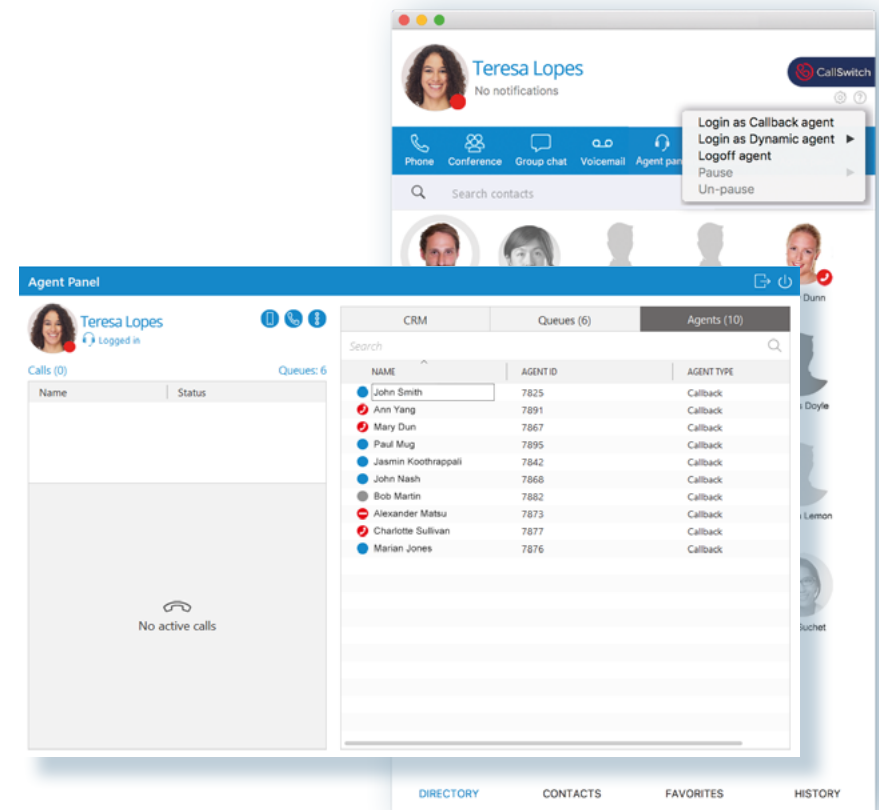 Teresa Lopes
No notifications
CallSwitch
Login as Callback agent
Login as Dynamic agent
Logoff agent
Pause
Un-pause
Phone
Conference
Group chat
Voicemail
Agent pan
Search contacts
Dunn
Doyle
Lemon
Suchet
Agent Panel
Teresa Lopes
Logged in
Calls (0)
Queues: 6
Name Status
No active calls
CRM Queues (6) Agents (10)
Search
NAME AGENT ID AGENT TYPE
John Smith 7825 Callback
Ann Yang 7891 Callback
Mary Dun 7867 Callback
Paul Mug 7895 Callback
Jasmin Koothrappali 7842 Callback
John Nash 7868 Callback
Bob Martin 7882 Callback
Alexander Matsu 7873 Callback
Charlotte Sullivan 7877 Callback
Marian Jones 7876 Callback
DIRECTORY CONTACTS FAVORITES HISTORY